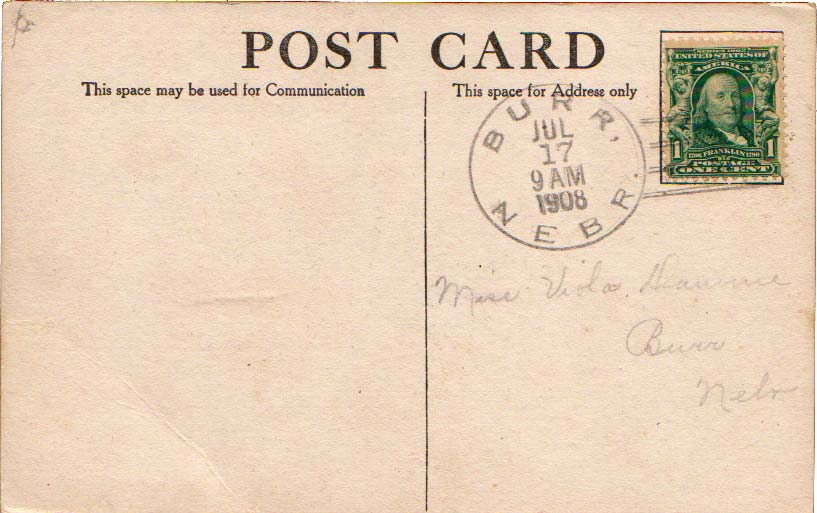 POST CARD
This space may be used for Communication
This space for Address only
BURR, NEBR.
JUL
17
9 AM
1908
SERIES 1902
UNITED STATES OF
AMERICA
1 1706 FRANKLIN 1790 1
POSTAGE
ONE CENT
Miss Viola
Burr
Nebr